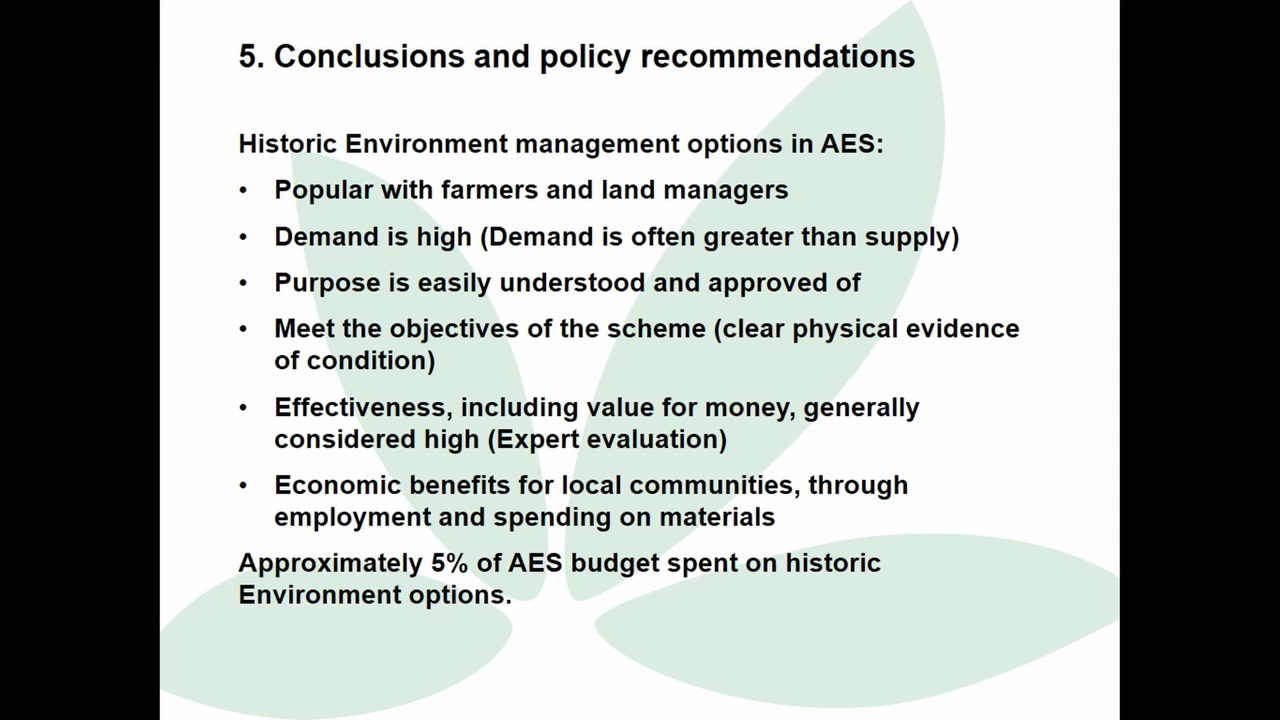 5. Conclusions and policy recommendations
Historic Environment management options in AES:
• Popular with farmers and land managers
• Demand is high (Demand is often greater than supply)
• Purpose is easily understood and approved of
• Meet the objectives of the scheme (clear physical evidence
of condition)
• Effectiveness, including value for money, generally
considered high (Expert evaluation)
• Economic benefits for local communities, through
employment and spending on materials
Approximately 5% of AES budget spent on historic
Environment options.